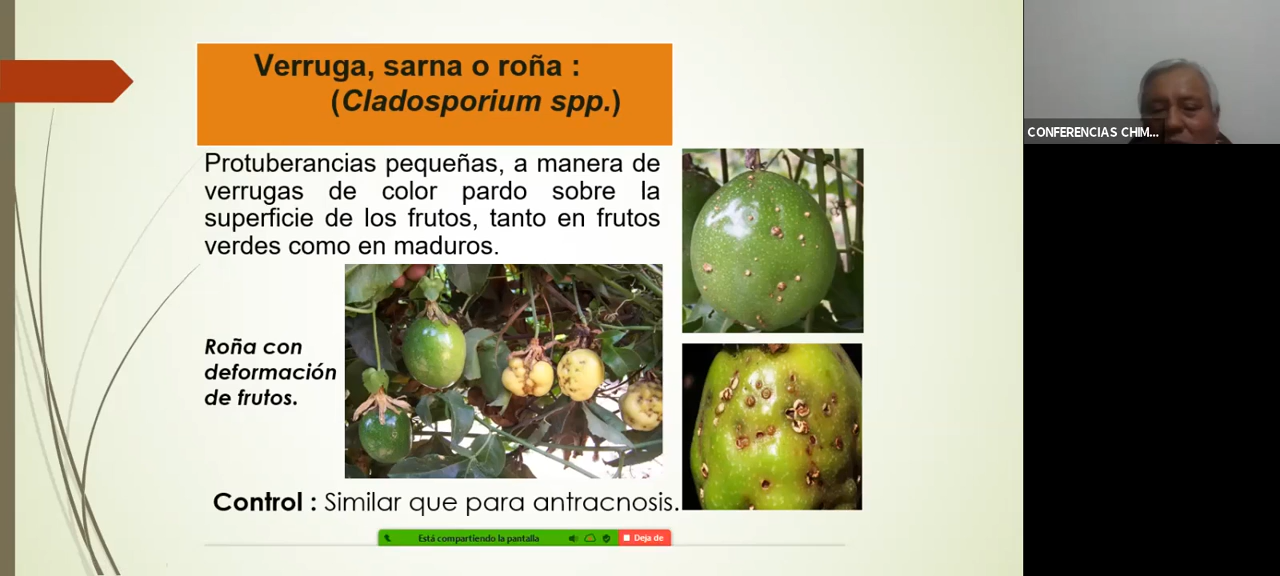 Verruga, sarna o roña :
(Cladosporium spp.)
CONFERENCIAS CHIM...
Protuberancias pequeñas, a manera de
verrugas de color pardo sobre la
superficie de los frutos, tanto en frutos
verdes como en maduros.
Roña con
deformación
de frutos.
Control : Similar que para antracnosis.
Está compartiendo la pantalla
Deja de